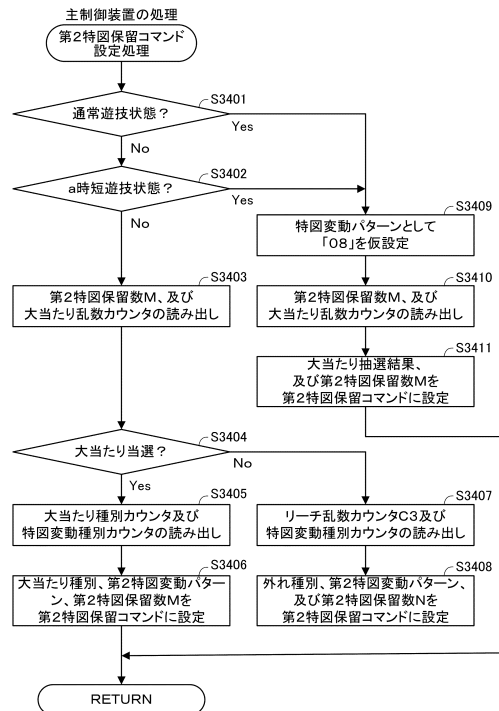 主制御装置の処理
第2特図保留コマンド
設定処理
S3401
通常遊技状態？
Yes
No
S3402
a時短遊技状態？
Yes
No
S3409
特図変動パターンとして
「08」を仮設定
S3403
第2特図保留数M、及び
大当たり乱数カウンタの読み出し
S3410
第2特図保留数M、及び
大当たり乱数カウンタの読み出し
S3411
大当たり抽選結果、
及び第2特図保留数Mを
第2特図保留コマンドに設定
S3404
大当たり当選？
No
Yes
S3405
大当たり種別カウンタ及び
特図変動種別カウンタの読み出し
S3407
リーチ乱数カウンタC3及び
特図変動種別カウンタの読み出し
S3406
大当たり種別、第2特図変動パター
ン、第2特図保留数Mを
第2特図保留コマンドに設定
S3408
外れ種別、第2特図変動パターン、
及び第2特図保留数Nを
第2特図保留コマンドに設定
RETURN